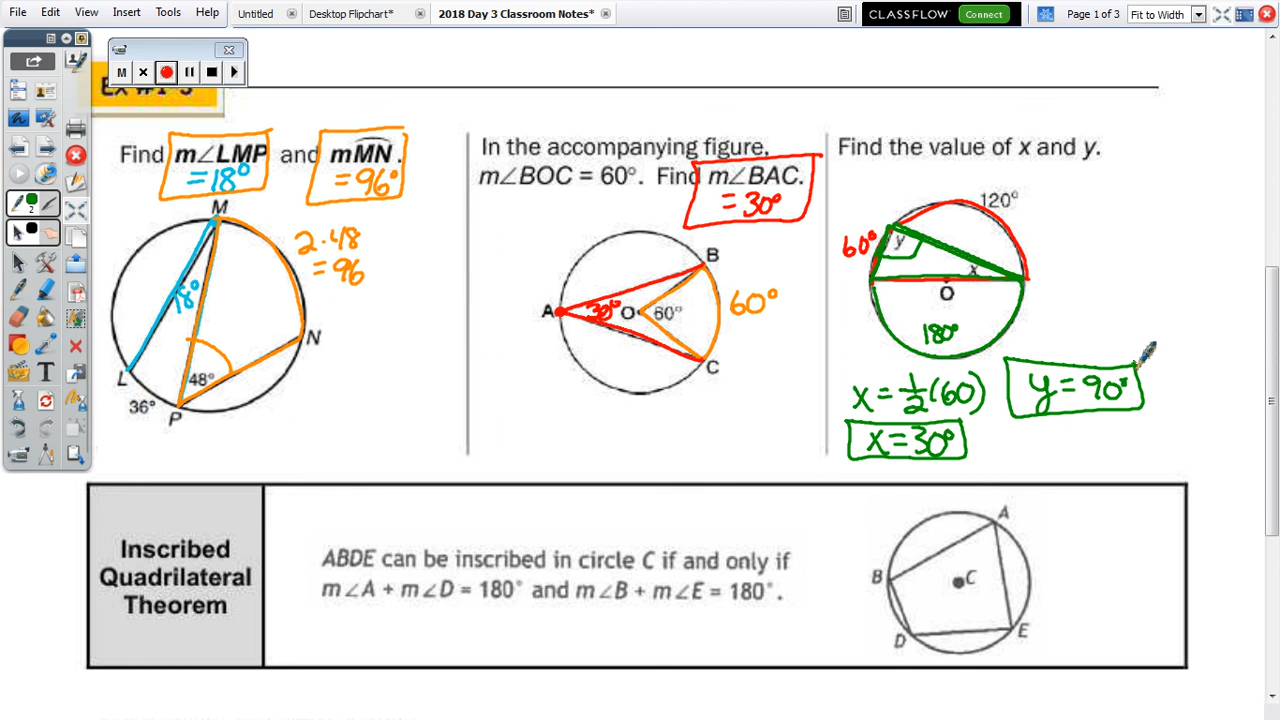 File Edit View Insert Tools Help
Untitled
Desktop Flipchart*
2018 Day 3 Classroom Notes*
CLASSFLOW
Connect
Page 1 of 3
Fit to Width
M
2
T
Find m∠LMP and mMN.
= 18°
= 96°
M
2·48
= 96
18°
N
48°
L
36°
P
In the accompanying figure,
m∠BOC = 60°. Find m∠BAC.
= 30°
B
A
30°
O
60°
60°
C
Find the value of x and y.
120°
60°
y
x
O
180°
x = 1/2(60)
x = 30°
y = 90°
Inscribed
Quadrilateral
Theorem
ABDE can be inscribed in circle C if and only if
m∠A + m∠D = 180° and m∠B + m∠E = 180°.
A
B
C
D
E